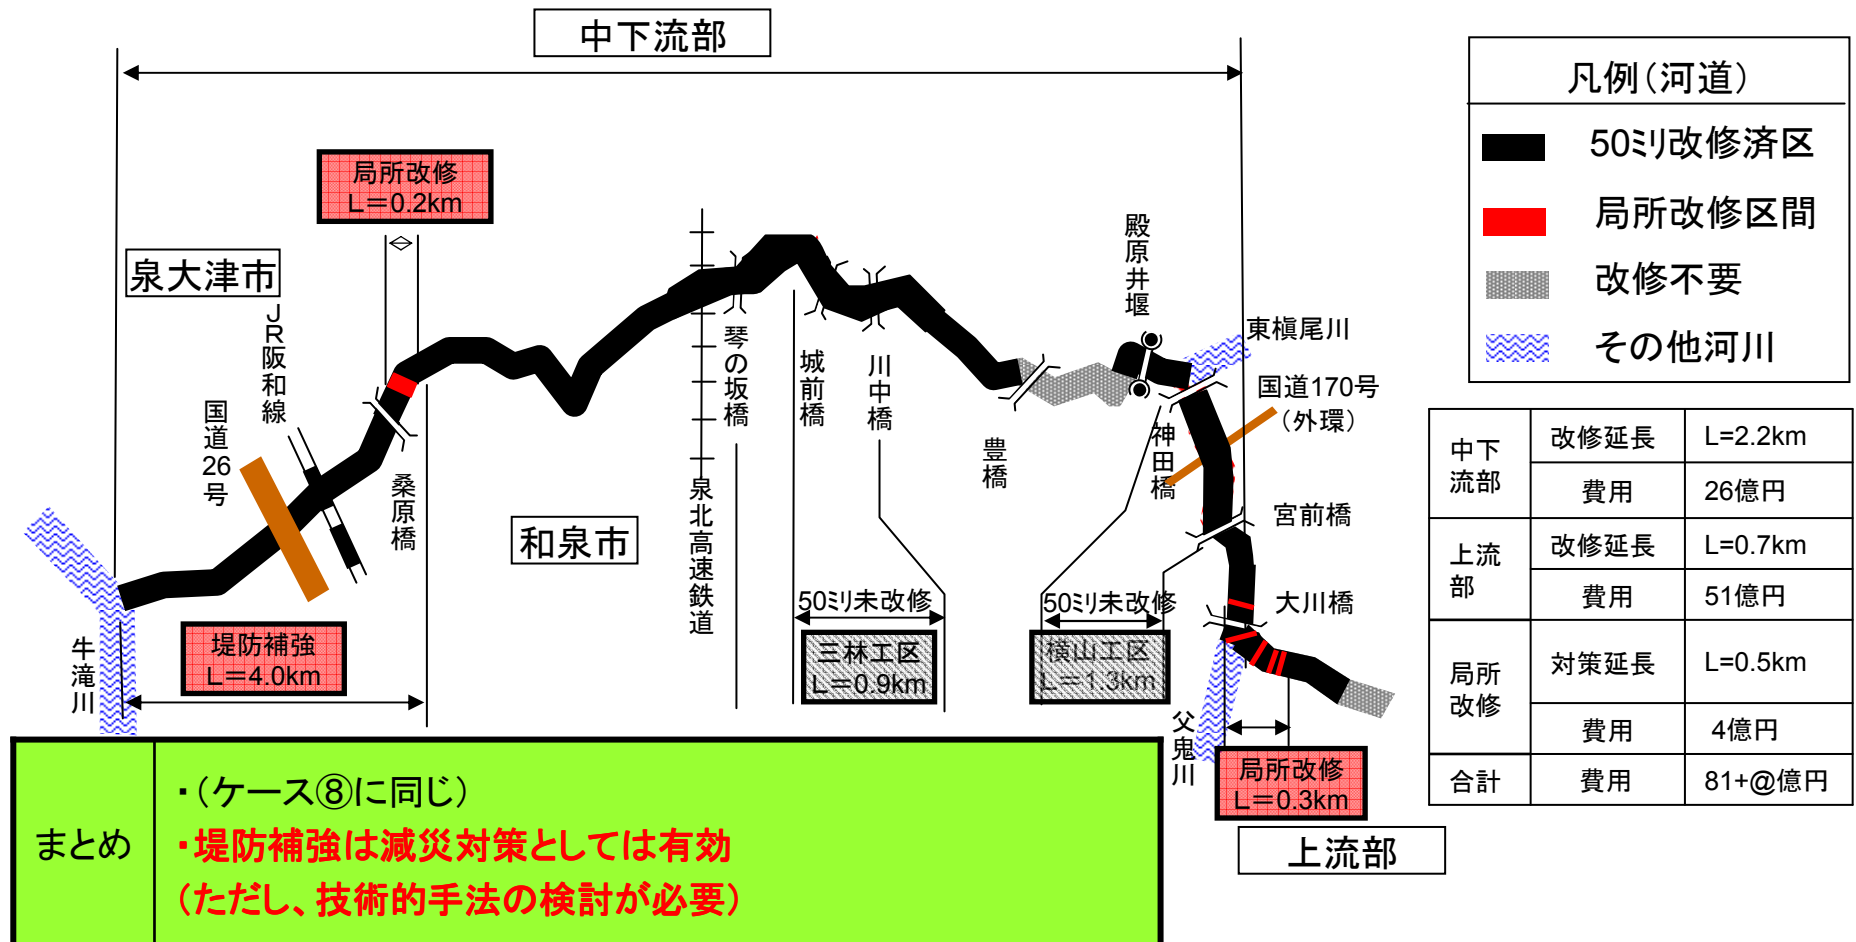 中下流部
凡例(河道)
50ミリ改修済区
局所改修区間
改修不要
その他河川
局所改修
L=0.2km
泉大津市
JR阪和線
国道26号
桑原橋
和泉市
泉北高速鉄道
琴の坂橋
城前橋
川中橋
豊橋
殿原井堰
東槇尾川
国道170号
(外環)
神田橋
宮前橋
大川橋
牛滝川
父鬼川
堤防補強
L=4.0km
50ミリ未改修
三林工区
L=0.9km
50ミリ未改修
横山工区
L=1.3km
局所改修
L=0.3km
上流部
中下流部 改修延長 L=2.2km
費用 26億円
上流部 改修延長 L=0.7km
費用 51億円
局所改修 対策延長 L=0.5km
費用 4億円
合計 費用 81+@億円
まとめ
・(ケース⑧に同じ)
・堤防補強は減災対策としては有効
(ただし、技術的手法の検討が必要)